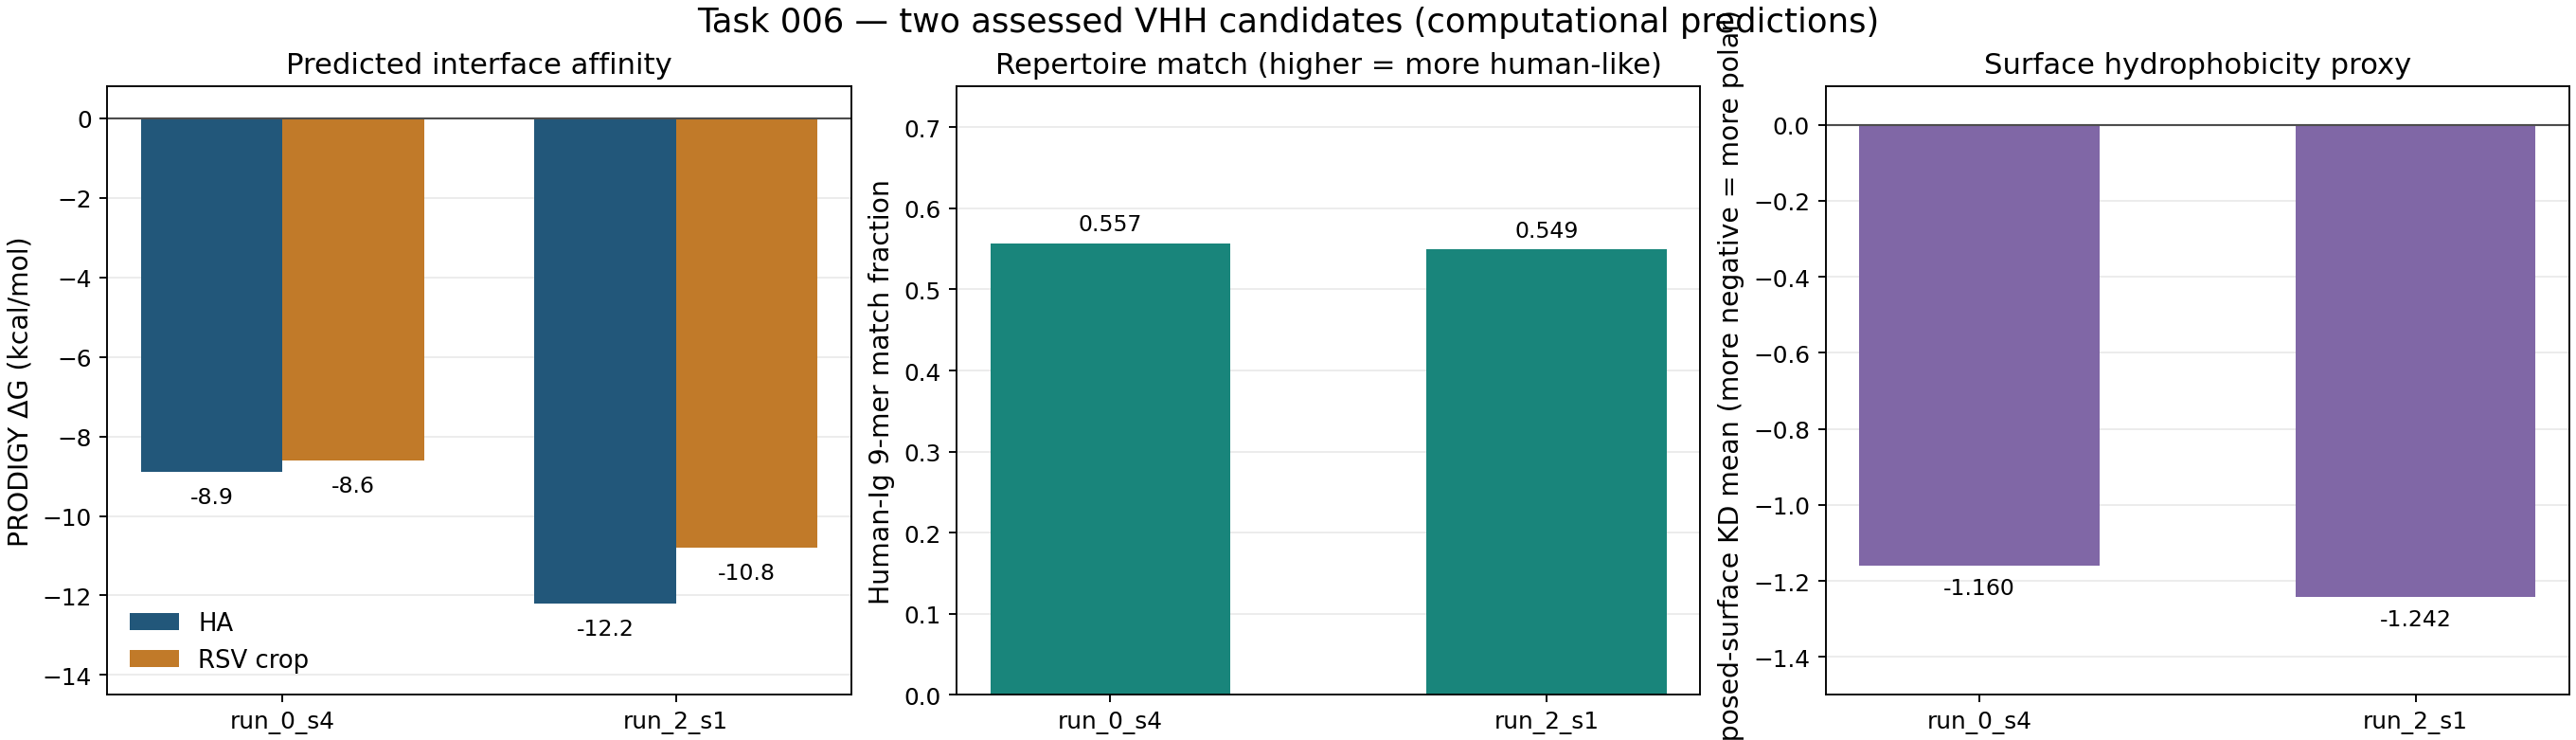 Task 006 — two assessed VHH candidates (computational predictions)
Predicted interface affinity
PRODIGY ΔG (kcal/mol)
0
−2
−4
−6
−8
−10
−12
−14
-8.9
-8.6
-12.2
-10.8
HA
RSV crop
run_0_s4
run_2_s1
Repertoire match (higher = more human-like)
Human-Ig 9-mer match fraction
0.7
0.6
0.5
0.4
0.3
0.2
0.1
0.0
0.557
0.549
run_0_s4
run_2_s1
Surface hydrophobicity proxy
posed-surface KD mean (more negative = more polar)
0.0
−0.2
−0.4
−0.6
−0.8
−1.0
−1.2
−1.4
-1.160
-1.242
run_0_s4
run_2_s1